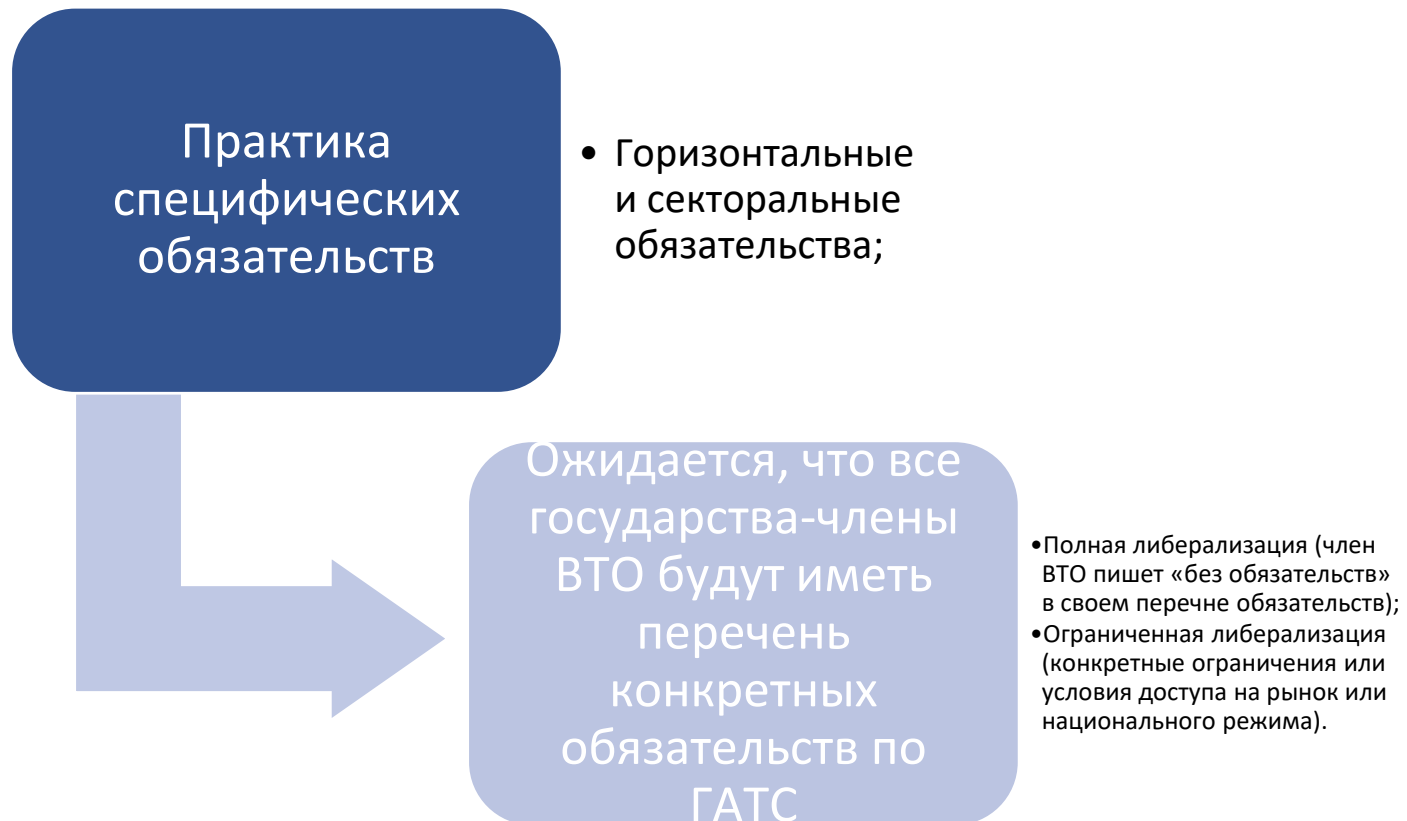 Практика
специфических
обязательств
• Горизонтальные
и секторальные
обязательства;
Ожидается, что все
государства-члены
ВТО будут иметь
перечень
конкретных
обязательств по
ГАТС
•Полная либерализация (член
ВТО пишет «без обязательств»
в своем перечне обязательств);
•Ограниченная либерализация
(конкретные ограничения или
условия доступа на рынок или
национального режима).